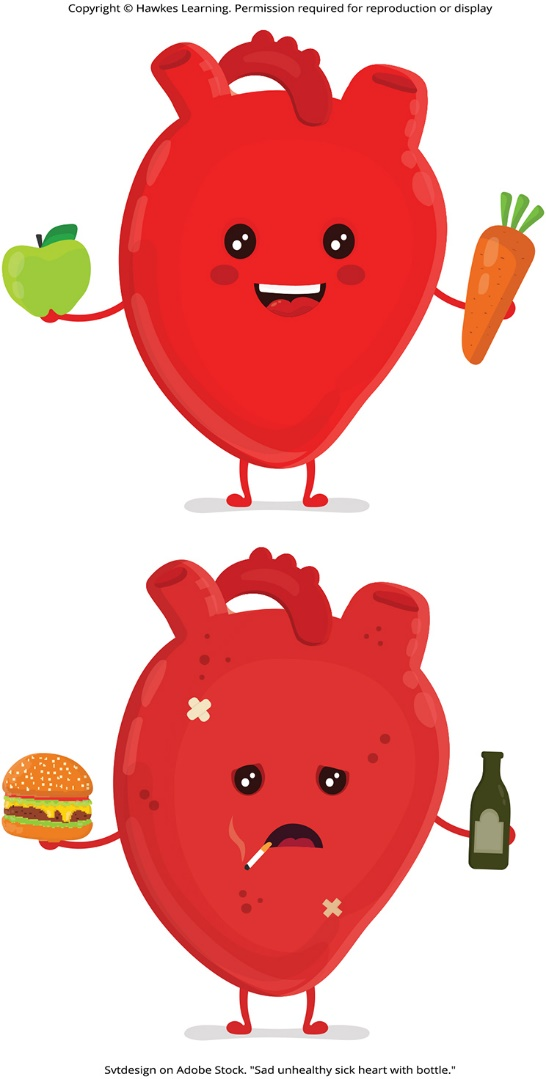 Copyright © Hawkes Learning. Permission required for reproduction or display
Svtdesign on Adobe Stock. "Sad unhealthy sick heart with bottle."